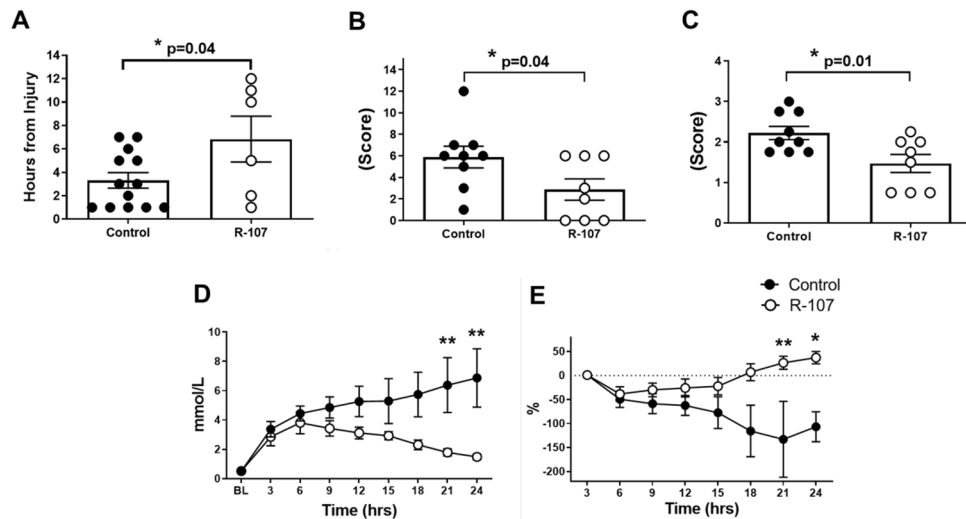 A
* p=0.04
Hours from Injury
14
12
10
8
6
4
2
0
Control
R-107
B
* p=0.04
(Score)
14
12
10
8
6
4
2
0
Control
R-107
C
* p=0.01
(Score)
4
3
2
1
0
Control
R-107
D
mmol/L
10
8
6
4
2
0
** **
BL 3 6 9 12 15 18 21 24
Time (hrs)
E
Control
R-107
%
50
0
-50
-100
-150
-200
** *
3 6 9 12 15 18 21 24
Time (hrs)